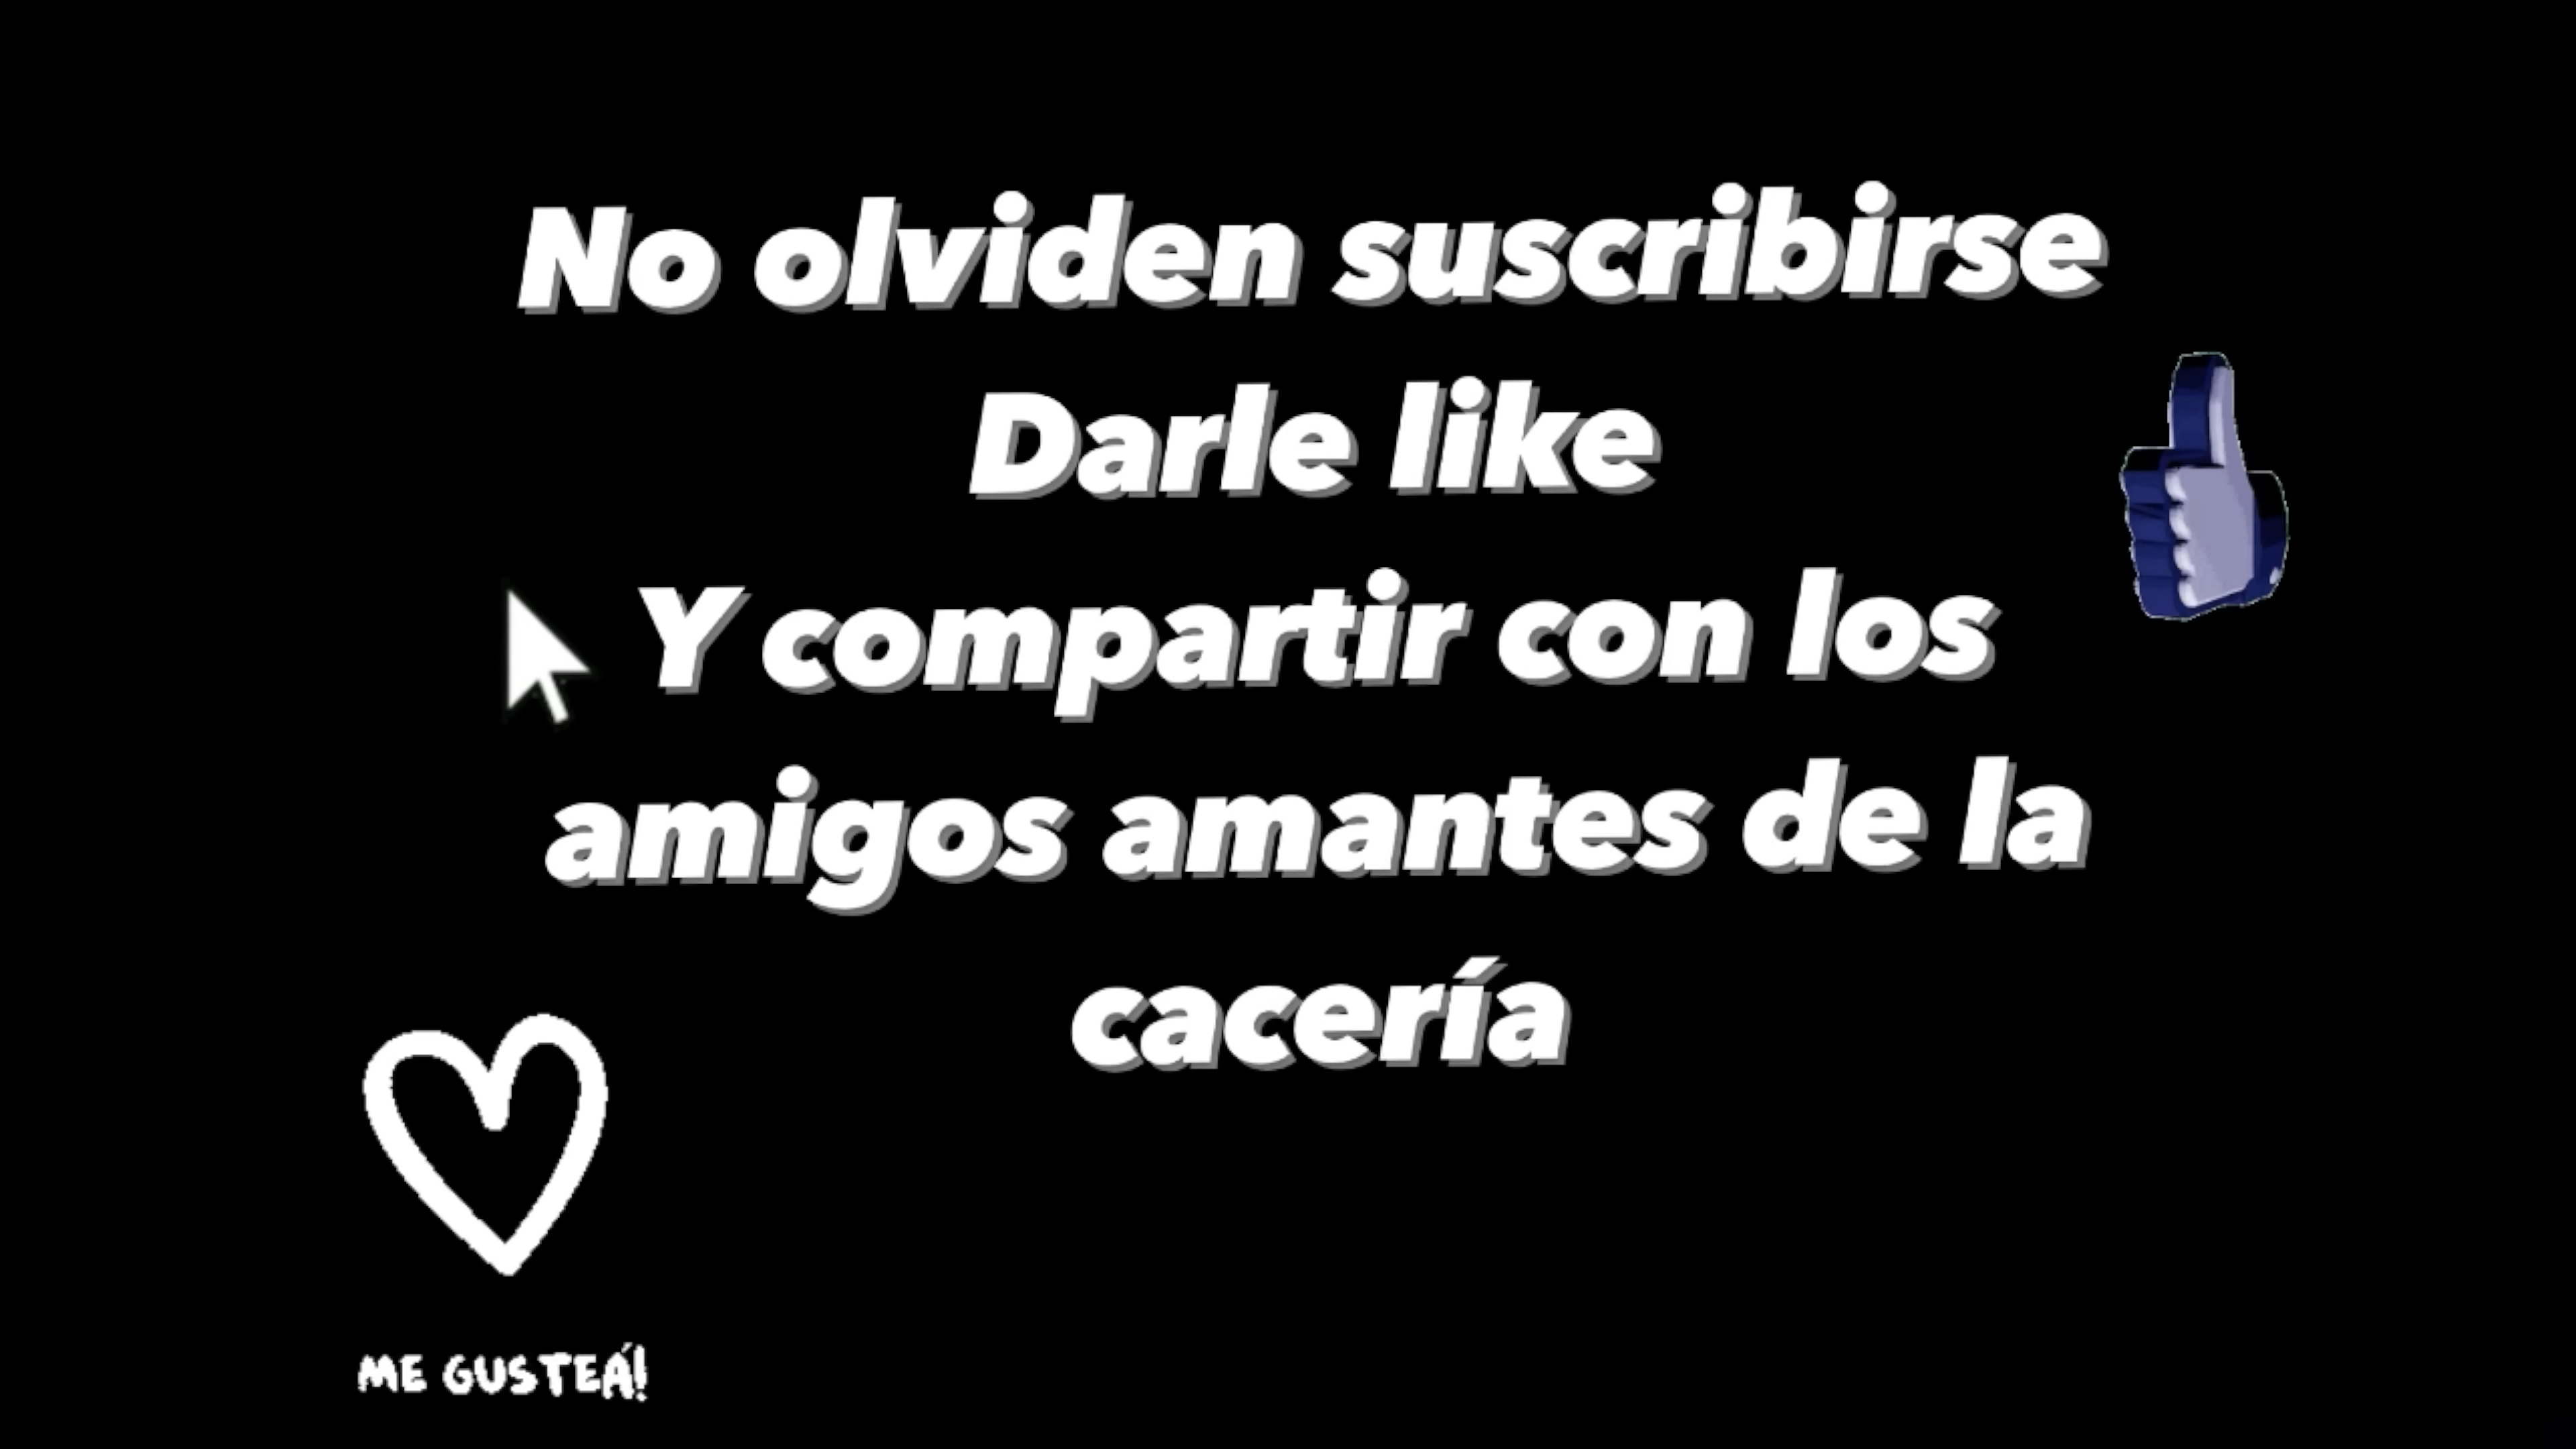 No olviden suscribirse
Darle like
Y compartir con los
amigos amantes de la
cacería
ME GUSTEÁ!